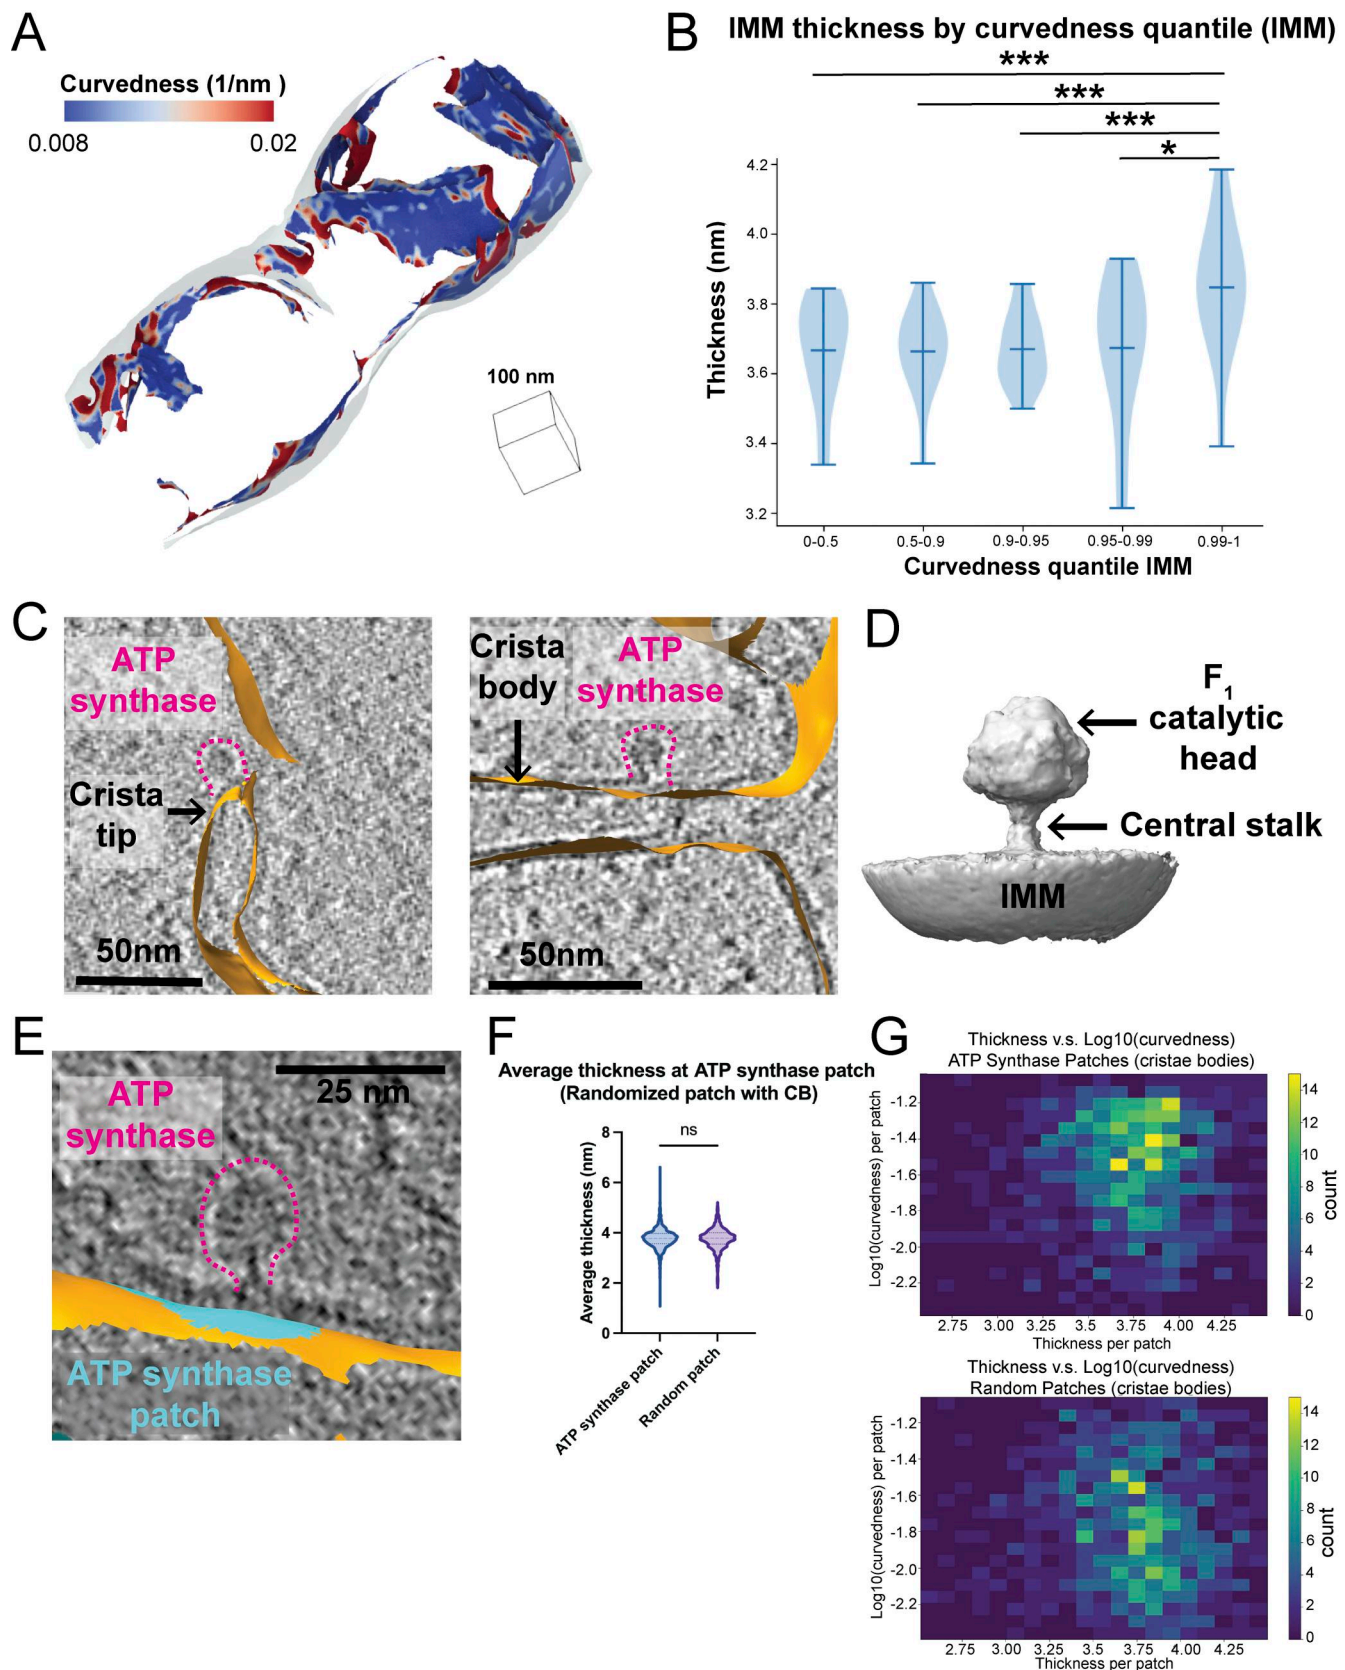 A
Curvedness (1/nm )
0.008
0.02
100 nm
B
IMM thickness by curvedness quantile (IMM)
***
***
***
*
Thickness (nm)
4.2
4.0
3.8
3.6
3.4
3.2
0-0.5
0.5-0.9
0.9-0.95
0.95-0.99
0.99-1
Curvedness quantile IMM
C
ATP
synthase
Crista
tip
50nm
Crista
body
ATP
synthase
50nm
D
F1
catalytic
head
Central stalk
IMM
E
ATP
synthase
25 nm
ATP synthase
patch
F
Average thickness at ATP synthase patch
(Randomized patch with CB)
ns
Average thickness (nm)
8
6
4
2
0
ATP synthase patch
Random patch
G
Thickness v.s. Log10(curvedness)
ATP Synthase Patches (cristae bodies)
Log10(curvedness) per patch
-1.2
-1.4
-1.6
-1.8
-2.0
-2.2
2.75
3.00
3.25
3.5
3.75
4.00
4.25
Thickness per patch
14
12
10
8
6
4
2
0
count
Thickness v.s. Log10(curvedness)
Random Patches (cristae bodies)
Log10(curvedness) per patch
-1.2
-1.4
-1.6
-1.8
-2.0
-2.2
2.75
3.00
3.25
3.5
3.75
4.00
4.25
Thickness per patch
14
12
10
8
6
4
2
0
count